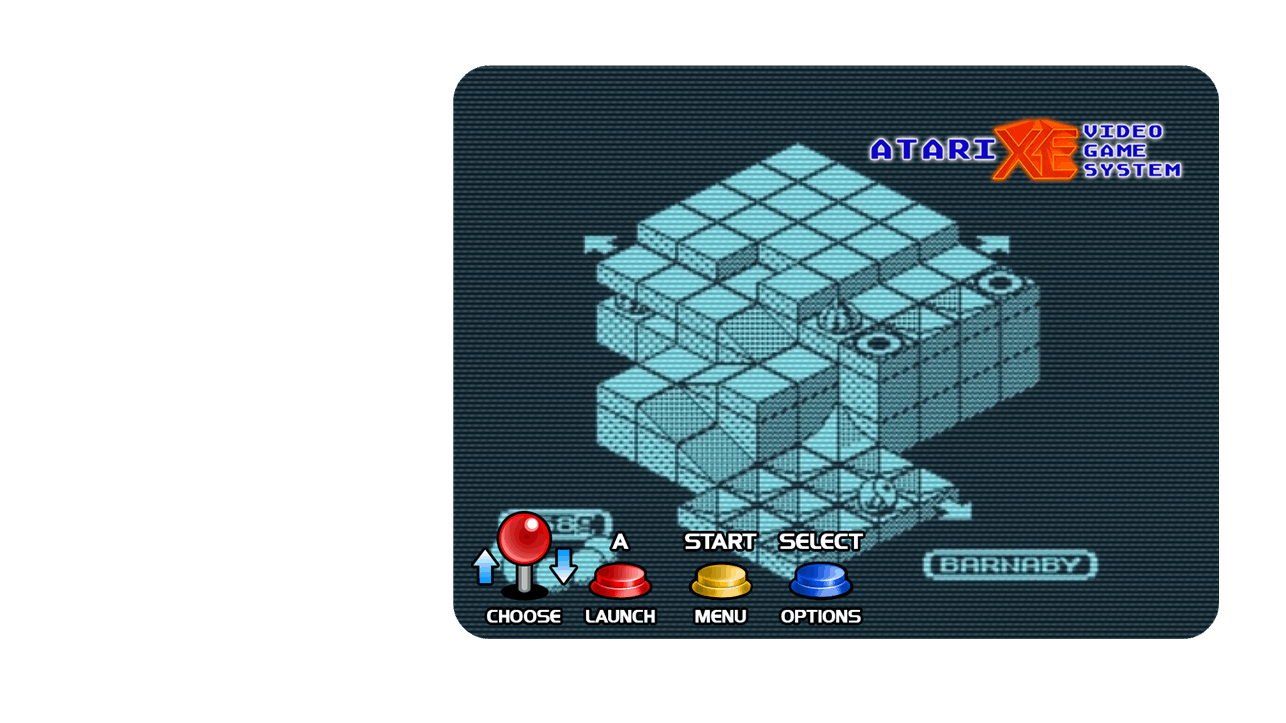 ATARI XE VIDEO
GAME
SYSTEM
A START SELECT
BARNABY
CHOOSE LAUNCH MENU OPTIONS